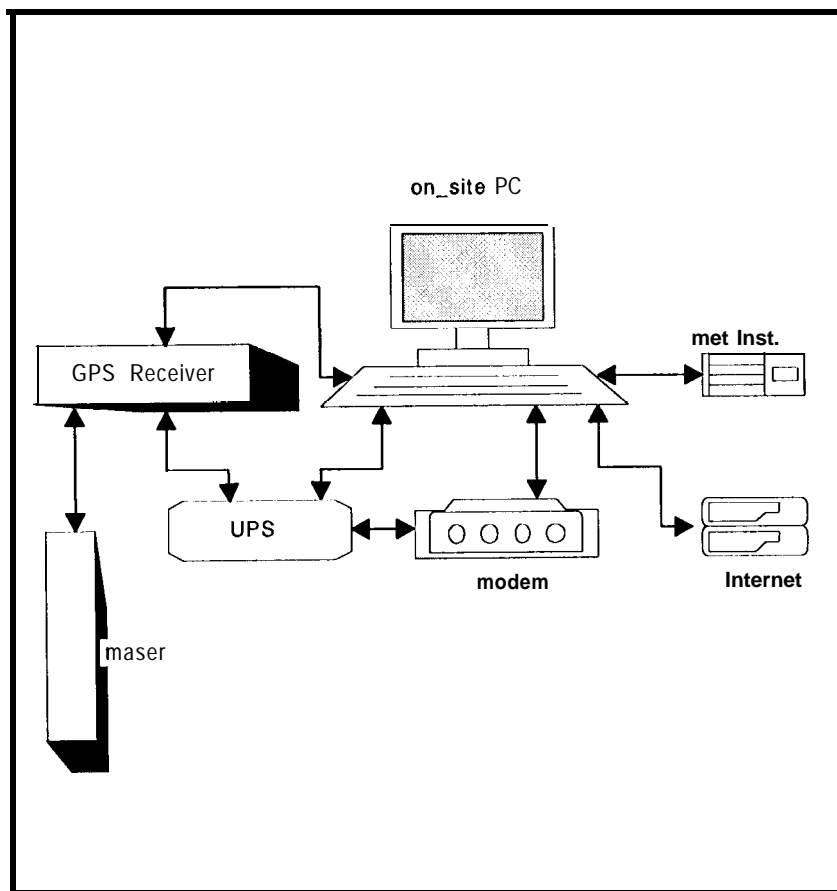 on_site PC
met Inst.
GPS Receiver
UPS
modem
Internet
maser